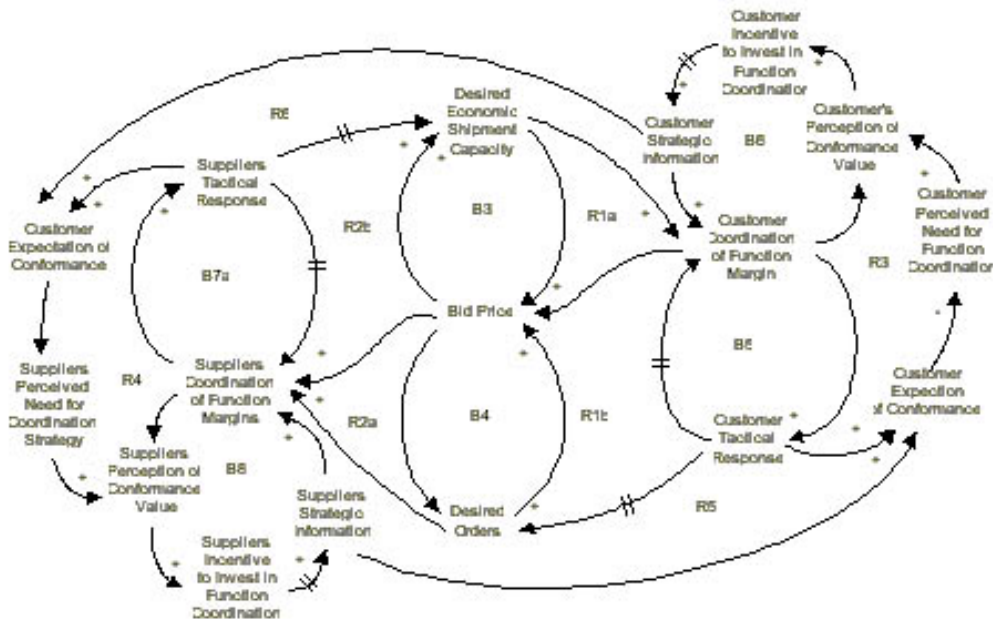 Customer
Incentive
to Invest in
Function
Coordination
R6
Desired
Economic
Shipment
Capacity
Customer
Strategic
Information
B6
Customer's
Perception of
Conformance
Value
Suppliers
Tactical
Response
Customer
Expectation of
Conformance
R2b
B3
R1a
Customer
Coordination
of Function
Margin
Customer
Perceived
Need for
Function
Coordination
R3
B7a
Bid Price
Suppliers
Perceived
Need for
Coordination
Strategy
R4
Suppliers
Coordination
of Function
Margins
R2a
B4
R1b
B5
Customer
Expection
of Conformance
Customer
Tactical
Response
Suppliers
Perception of
Conformance
Value
B8
Suppliers
Strategic
Information
Desired
Orders
R5
Suppliers
Incentive
to Invest in
Function
Coordination